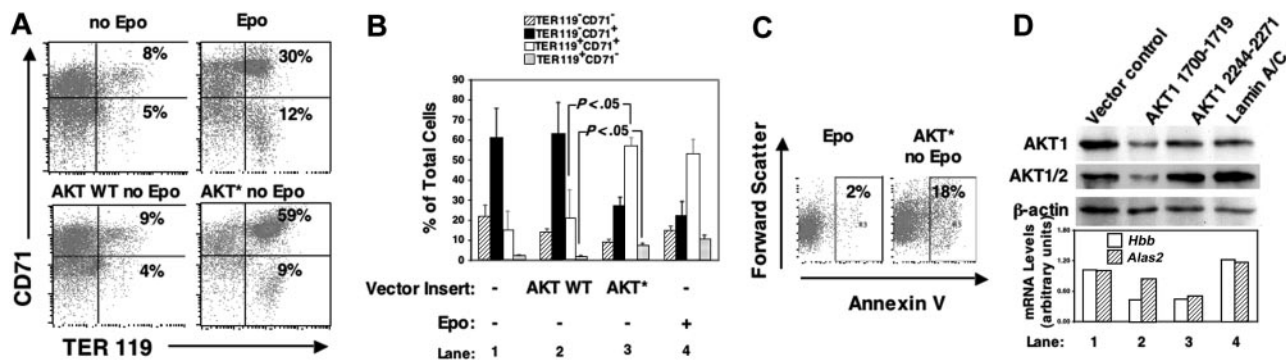 A
no Epo
Epo
8%
30%
5%
12%
AKT WT no Epo
AKT* no Epo
9%
59%
4%
9%
CD71
TER 119
B
TER119⁻CD71⁻
TER119⁻CD71⁺
TER119⁺CD71⁺
TER119⁺CD71⁻
% of Total Cells
90
80
70
60
50
40
30
20
10
0
P < .05
P < .05
Vector Insert: - AKT WT AKT* -
Epo: - - - +
Lane: 1 2 3 4
C
Forward Scatter
Epo
AKT*
no Epo
2%
18%
Annexin V
D
Vector control
AKT1 1700-1719
AKT1 2244-2271
Lamin A/C
AKT1
AKT1/2
β-actin
mRNA Levels
(arbitrary units)
Hbb
Alas2
Lane: 1 2 3 4